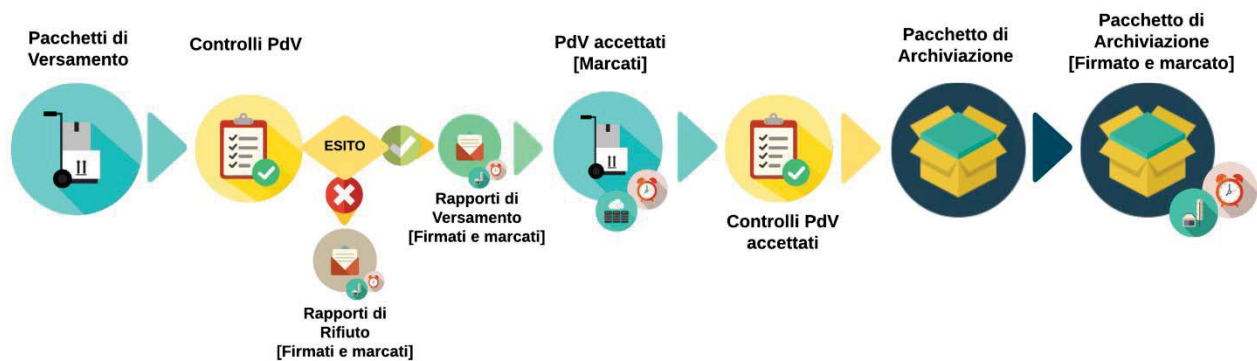 Pacchetti di
Versamento
Controlli PdV
ESITO
Rapporti di
Rifiuto
[Firmati e marcati]
Rapporti di
Versamento
[Firmati e marcati]
PdV accettati
[Marcati]
Controlli PdV
accettati
Pacchetto di
Archiviazione
Pacchetto di
Archiviazione
[Firmato e marcato]